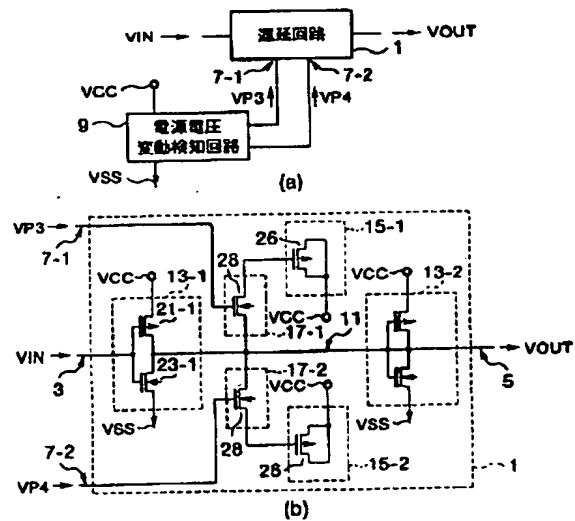 VIN
遅延回路
VOUT
1
7-1
7-2
VCC
VP3
VP4
9
電源電圧
変動検知回路
VSS
(a)
VP3
7-1
26
15-1
28
VCC
13-1
VCC
13-2
21-1
VCC
17-1
11
VIN
VOUT
3
23-1
17-2
VCC
5
VSS
28
VSS
7-2
26
15-2
1
VP4
(b)